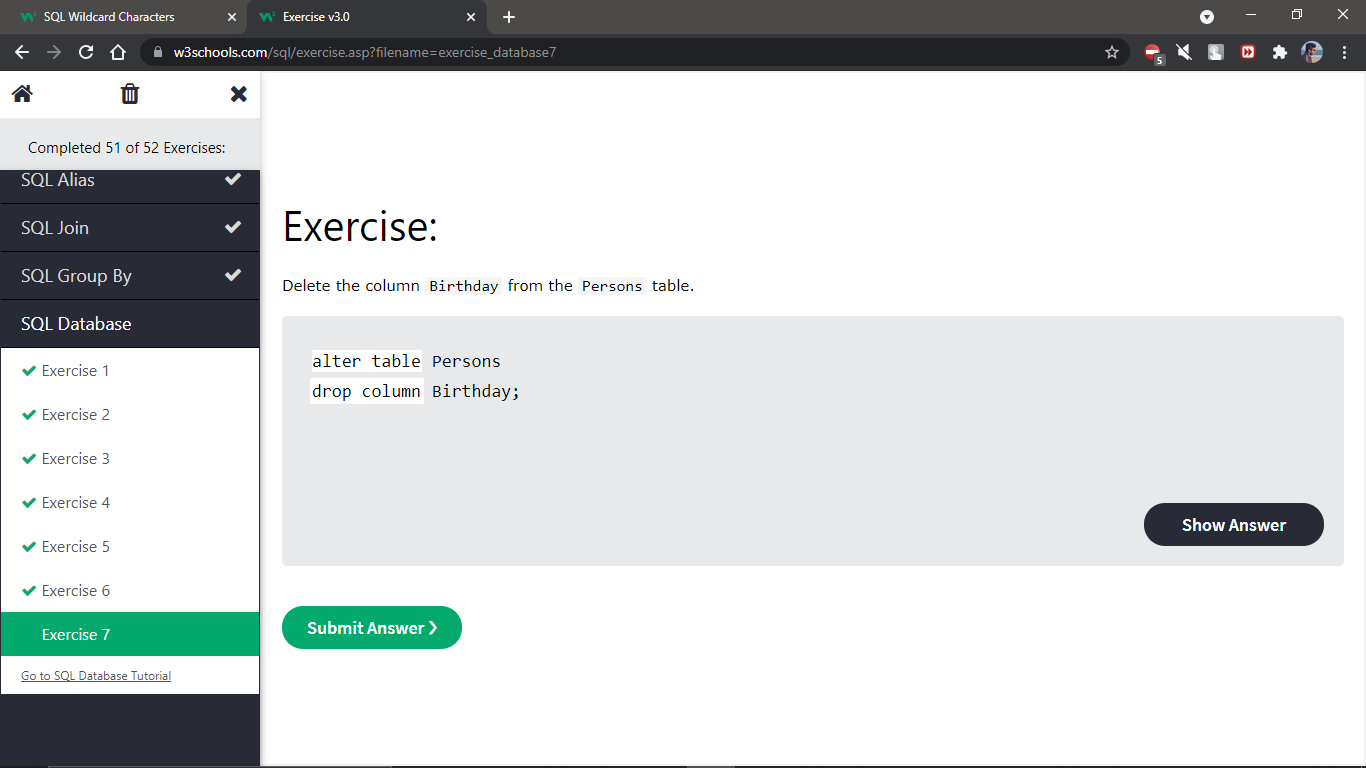 SQL Wildcard Characters
Exercise v3.0
w3schools.com/sql/exercise.asp?filename=exercise_database7
5
Completed 51 of 52 Exercises:
SQL Alias
SQL Join
SQL Group By
SQL Database
Exercise 1
Exercise 2
Exercise 3
Exercise 4
Exercise 5
Exercise 6
Exercise 7
Go to SQL Database Tutorial
Exercise:
Delete the column Birthday from the Persons table.
alter table Persons
drop column Birthday;
Show Answer
Submit Answer ❯